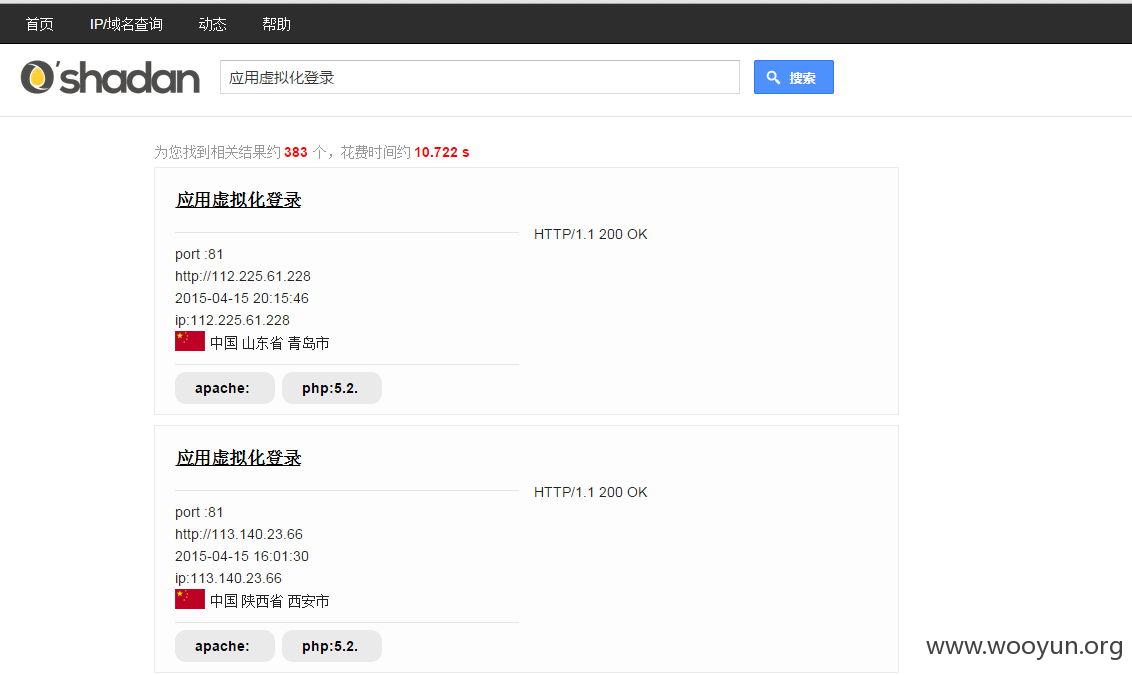 首页 IP/域名查询 动态 帮助
O'shadan 应用虚拟化登录 搜索
为您找到相关结果约 383 个，花费时间约 10.722 s
应用虚拟化登录
HTTP/1.1 200 OK
port :81
http://112.225.61.228
2015-04-15 20:15:46
ip:112.225.61.228
中国 山东省 青岛市
apache: php:5.2.
应用虚拟化登录
HTTP/1.1 200 OK
port :81
http://113.140.23.66
2015-04-15 16:01:30
ip:113.140.23.66
中国 陕西省 西安市
apache: php:5.2.
www.wooyun.org